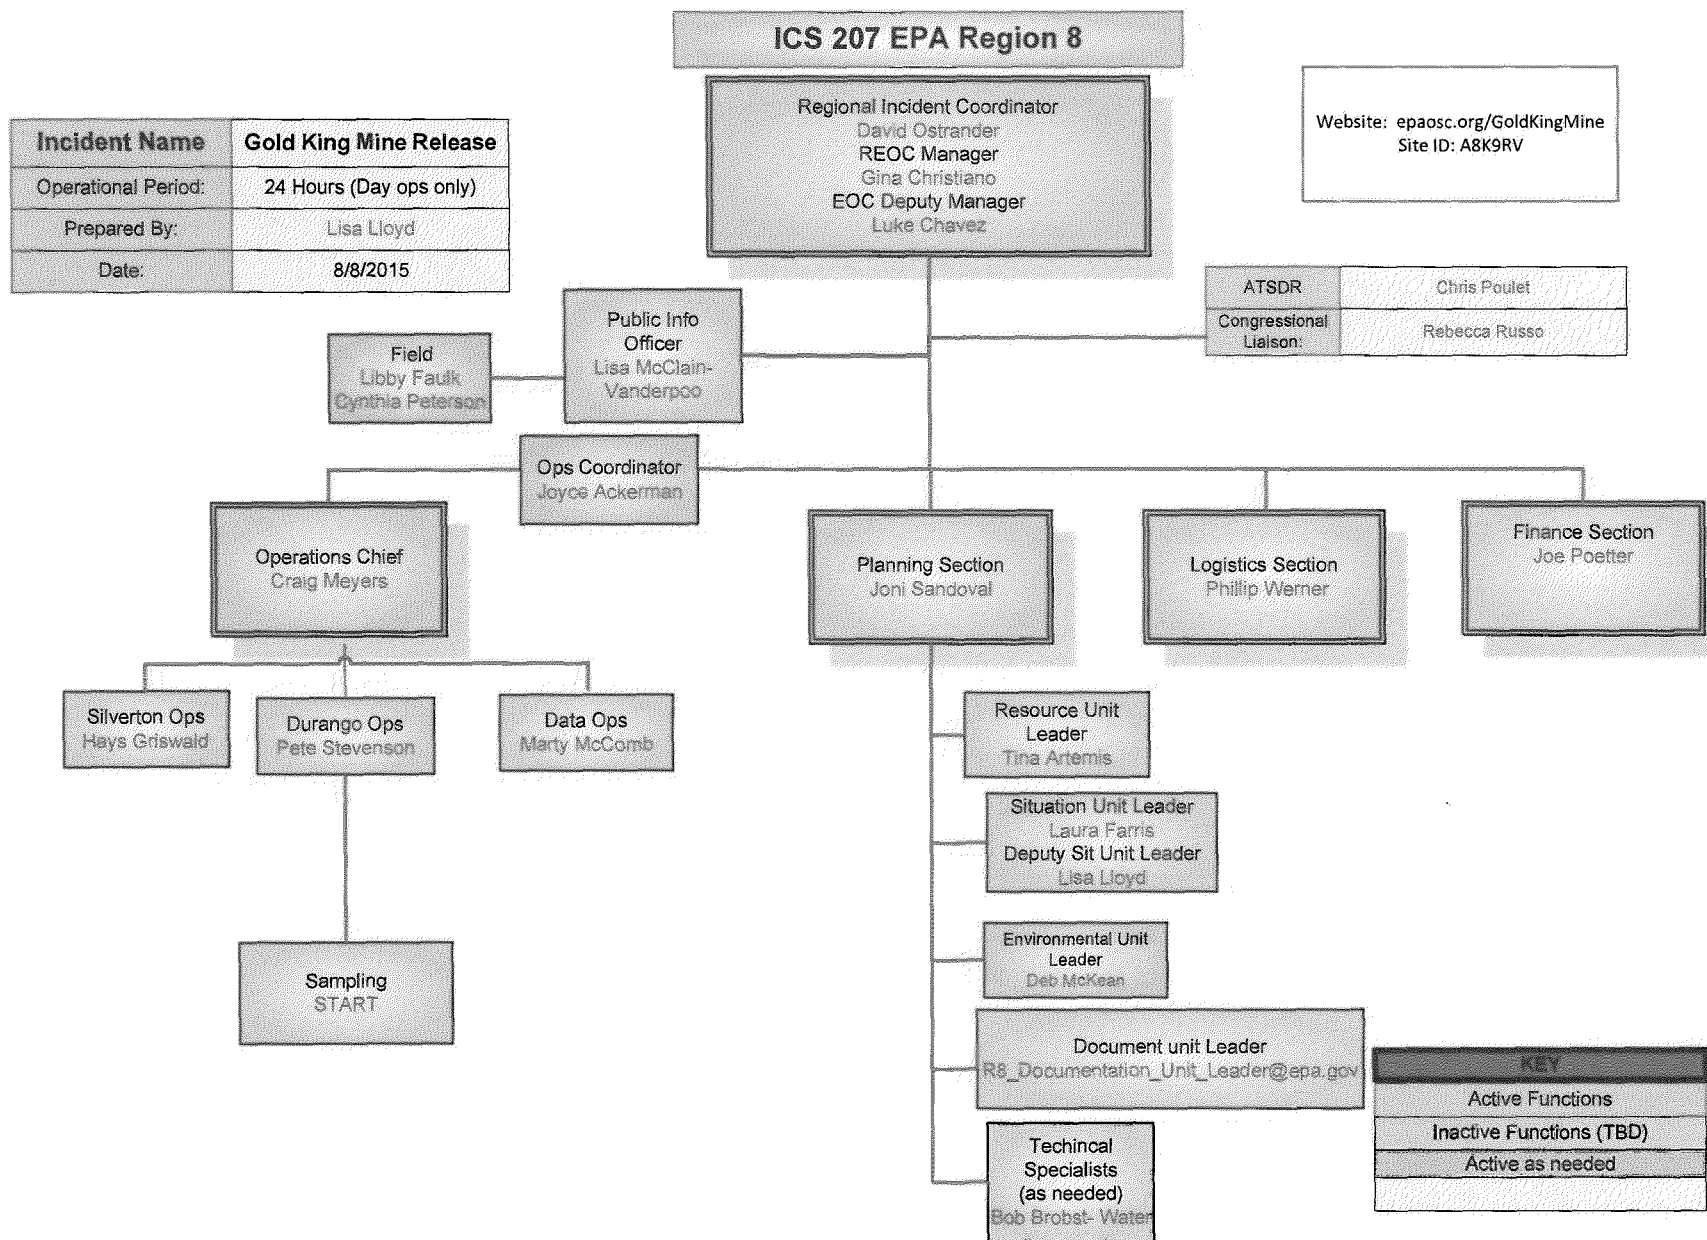 ICS 207 EPA Region 8
Regional Incident Coordinator
David Ostrander
REOC Manager
Gina Christiano
EOC Deputy Manager
Luke Chavez
Website: epaosc.org/GoldKingMine
Site ID: A8K9RV
Incident Name Gold King Mine Release
Operational Period: 24 Hours (Day ops only)
Prepared By: Lisa Lloyd
Date: 8/8/2015
ATSDR Chris Poulet
Congressional
Liaison: Rebecca Russo
Public Info
Officer
Lisa McClain-
Vanderpoo
Field
Libby Faulk
Cynthia Peterson
Ops Coordinator
Joyce Ackerman
Operations Chief
Craig Meyers
Planning Section
Joni Sandoval
Logistics Section
Phillip Werner
Finance Section
Joe Poetter
Silverton Ops
Hays Griswald
Durango Ops
Pete Stevenson
Data Ops
Marty McComb
Sampling
START
Resource Unit
Leader
Tina Artemis
Situation Unit Leader
Laura Farris
Deputy Sit Unit Leader
Lisa Lloyd
Environmental Unit
Leader
Deb McKean
Document unit Leader
R8_Documentation_Unit_Leader@epa.gov
Techincal
Specialists
(as needed)
Bob Brobst- Water
KEY
Active Functions
Inactive Functions (TBD)
Active as needed